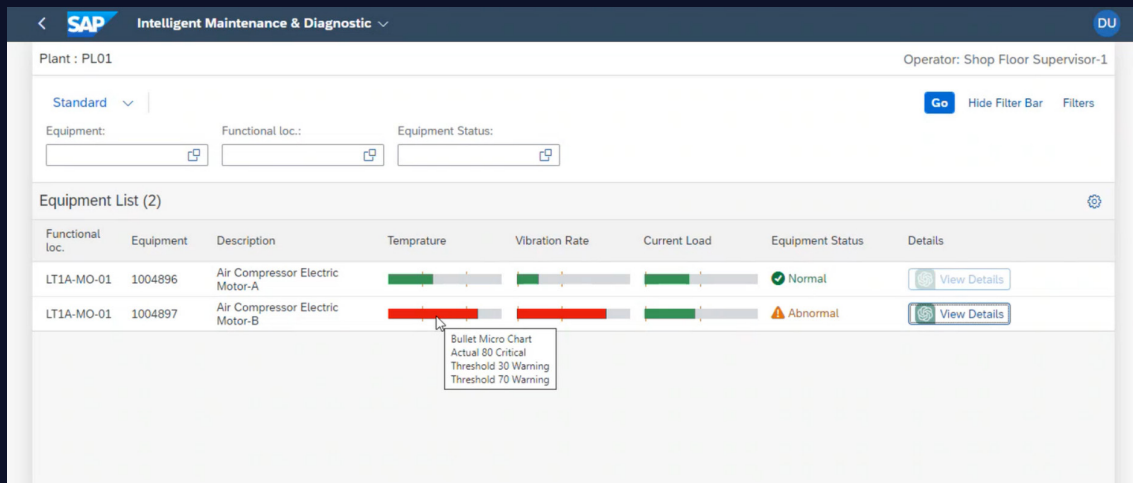 SAP Intelligent Maintenance & Diagnostic DU
Plant : PL01 Operator: Shop Floor Supervisor-1
Standard Go Hide Filter Bar Filters
Equipment: Functional loc.: Equipment Status:
Equipment List (2)
Functional
loc. Equipment Description Temprature Vibration Rate Current Load Equipment Status Details
LT1A-MO-01 1004896 Air Compressor Electric
Motor-A Normal View Details
LT1A-MO-01 1004897 Air Compressor Electric
Motor-B Abnormal View Details
Bullet Micro Chart
Actual 80 Critical
Threshold 30 Warning
Threshold 70 Warning